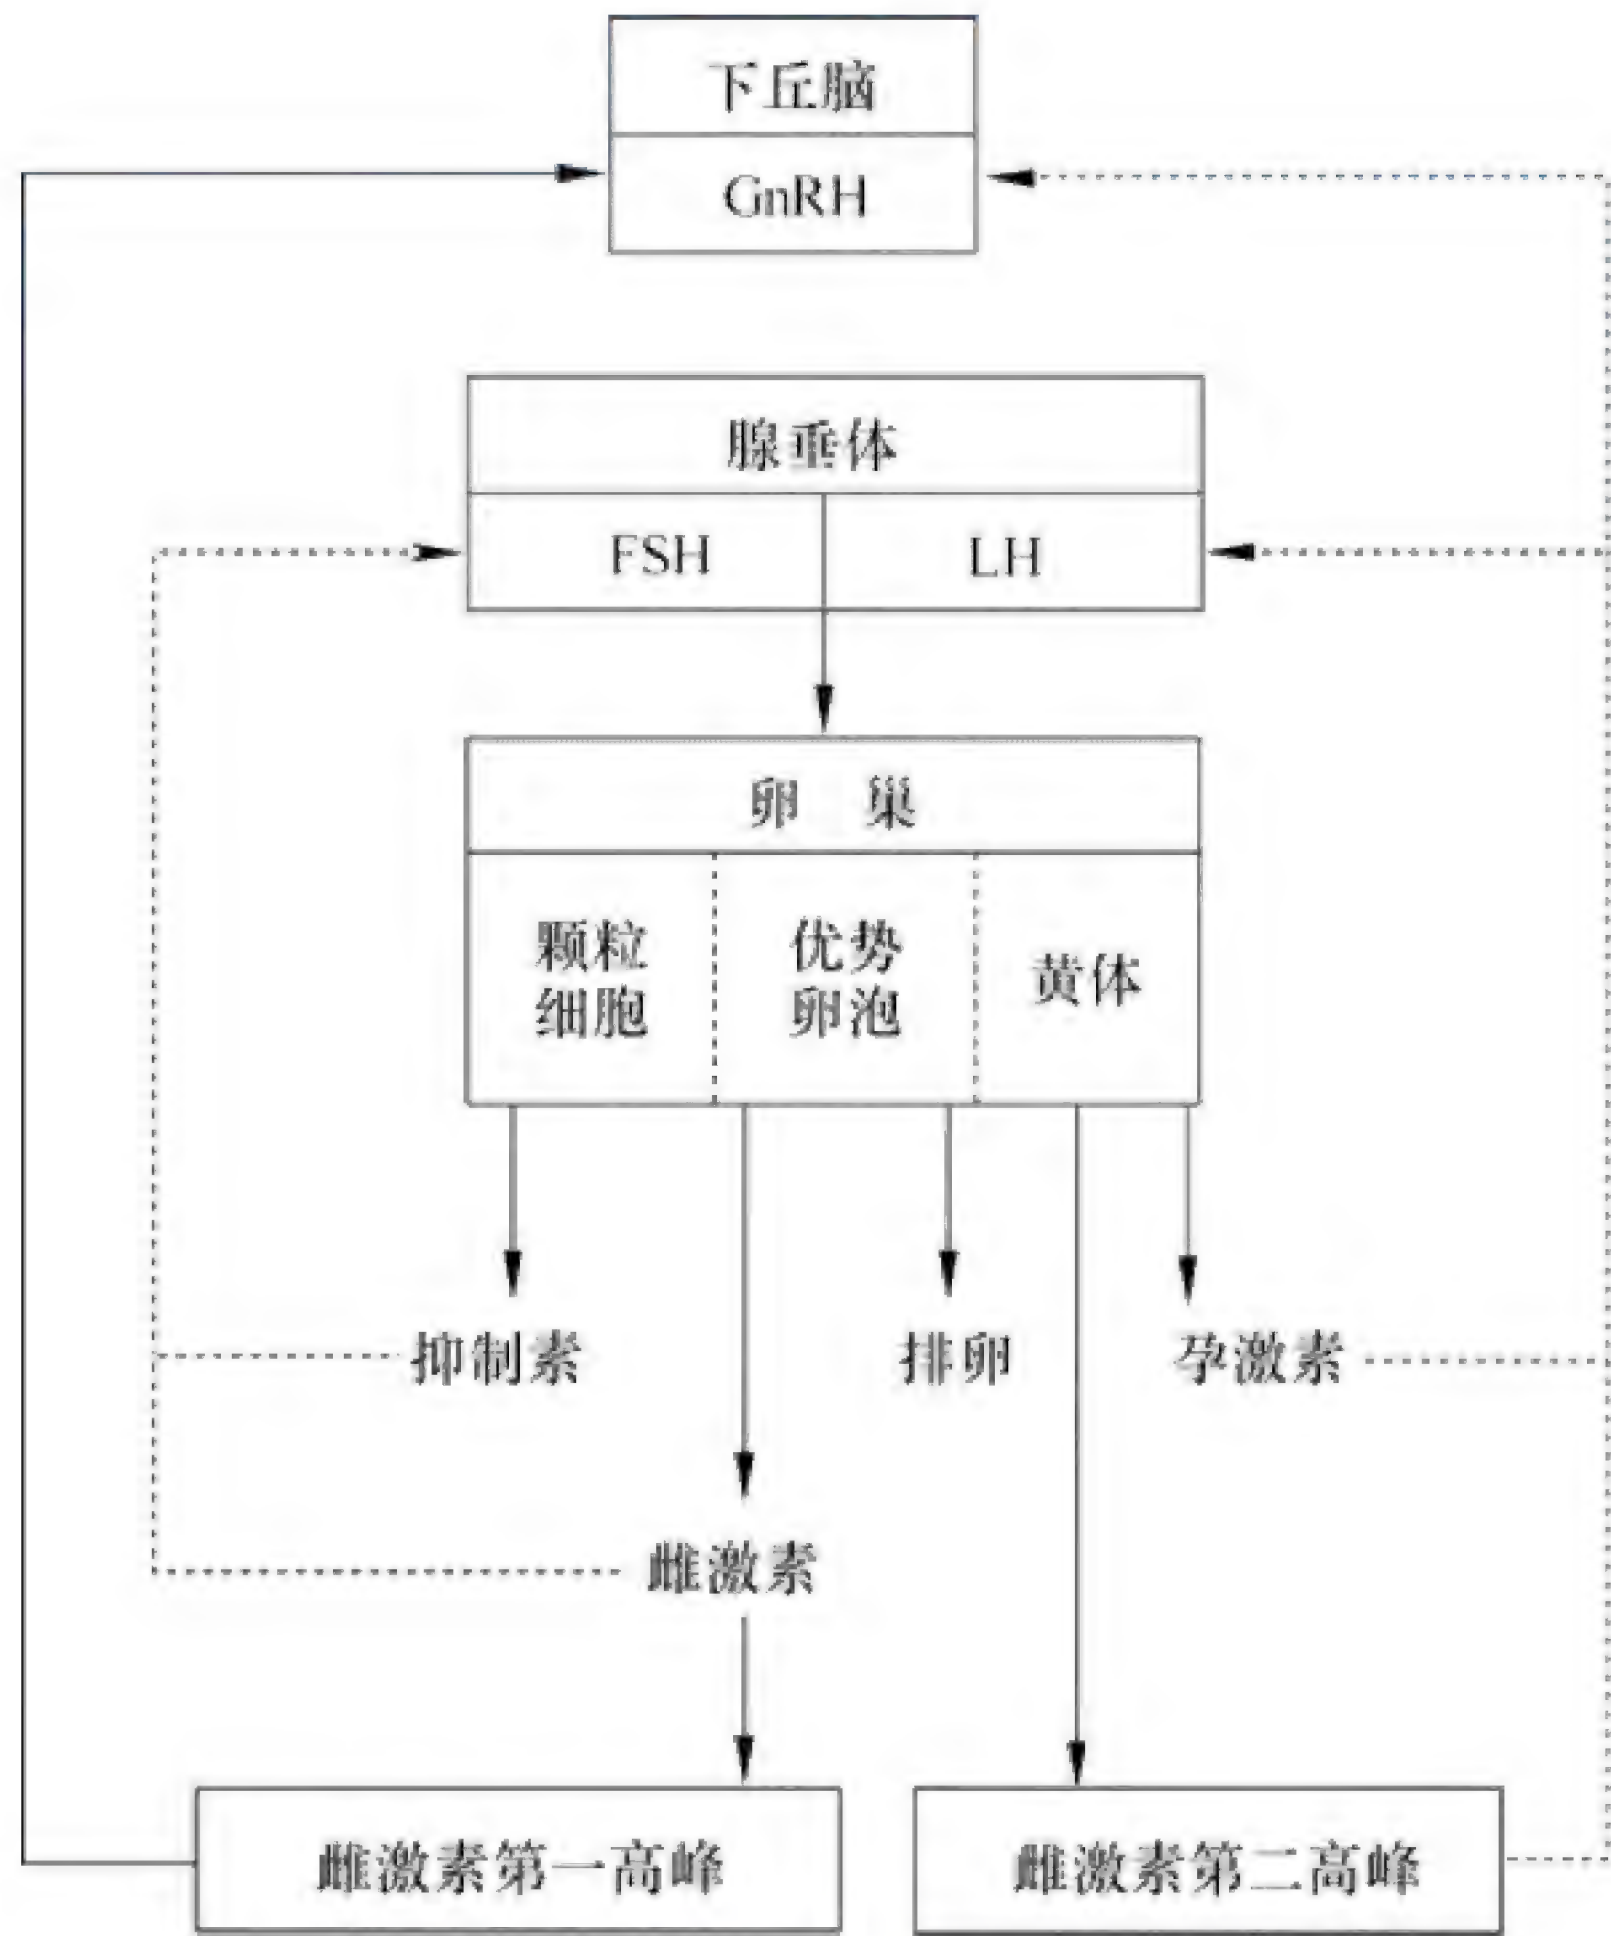 下丘脑
GnRH
腺垂体
FSH
LH
卵 巢
颗粒
细胞
优势
卵泡
黄体
抑制素
排卵
孕激素
雌激素
雌激素第一高峰
雌激素第二高峰